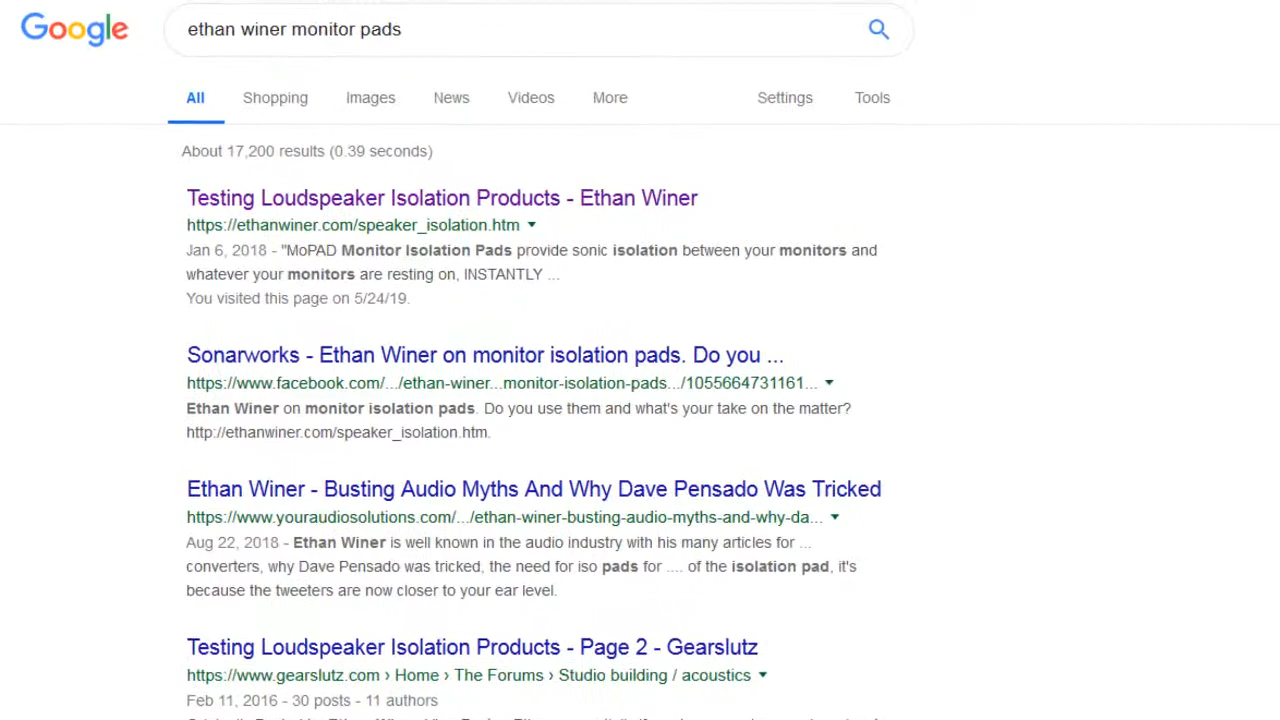 Google
ethan winer monitor pads
All Shopping Images News Videos More Settings Tools
About 17,200 results (0.39 seconds)
Testing Loudspeaker Isolation Products - Ethan Winer
https://ethanwiner.com/speaker_isolation.htm
Jan 6, 2018 - "MoPAD Monitor Isolation Pads provide sonic isolation between your monitors and
whatever your monitors are resting on, INSTANTLY ...
You visited this page on 5/24/19.
Sonarworks - Ethan Winer on monitor isolation pads. Do you ...
https://www.facebook.com/.../ethan-winer...monitor-isolation-pads.../1055664731161...
Ethan Winer on monitor isolation pads. Do you use them and what's your take on the matter?
http://ethanwiner.com/speaker_isolation.htm.
Ethan Winer - Busting Audio Myths And Why Dave Pensado Was Tricked
https://www.youraudiosolutions.com/.../ethan-winer-busting-audio-myths-and-why-da...
Aug 22, 2018 - Ethan Winer is well known in the audio industry with his many articles for ...
converters, why Dave Pensado was tricked, the need for iso pads for .... of the isolation pad, it's
because the tweeters are now closer to your ear level.
Testing Loudspeaker Isolation Products - Page 2 - Gearslutz
https://www.gearslutz.com › Home › The Forums › Studio building / acoustics
Feb 11, 2016 - 30 posts - 11 authors